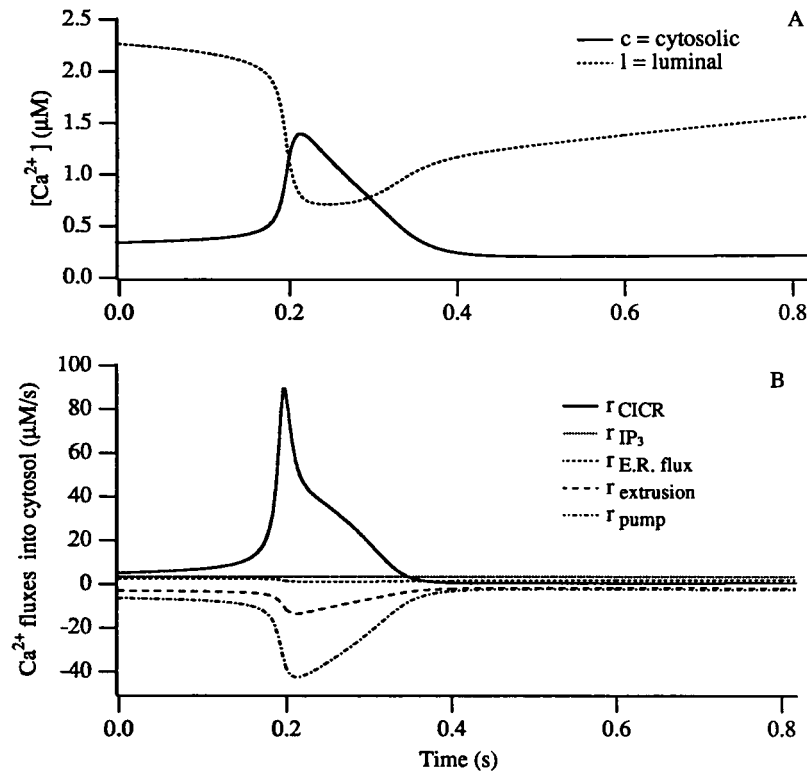 A
c = cytosolic
l = luminal
[Ca²⁺] (μM)
2.5
2.0
1.5
1.0
0.5
0.0
0.0 0.2 0.4 0.6 0.8
B
r CICR
r IP₃
r E.R. flux
r extrusion
r pump
Ca²⁺ fluxes into cytosol (μM/s)
100
80
60
40
20
0
-20
-40
0.0 0.2 0.4 0.6 0.8
Time (s)